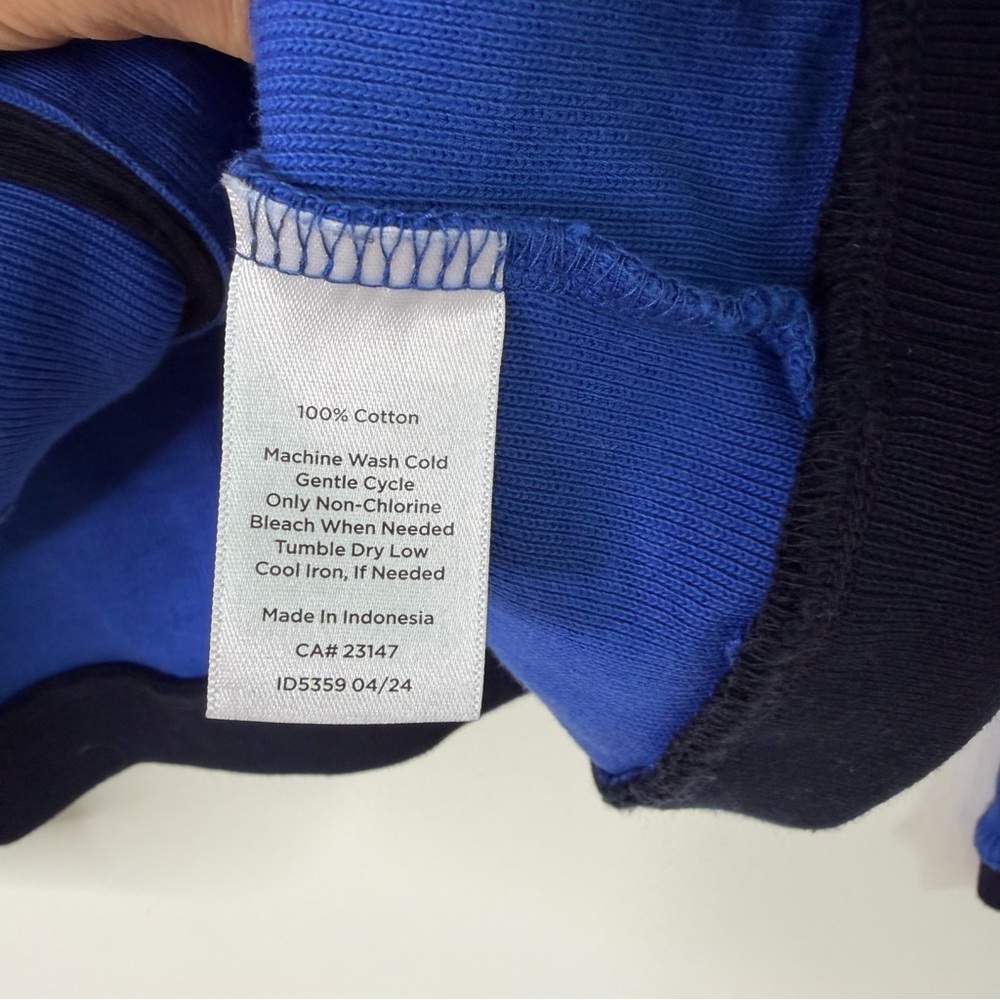 100% Cotton
Machine Wash Cold
Gentle Cycle
Only Non-Chlorine
Bleach When Needed
Tumble Dry Low
Cool Iron, If Needed
Made In Indonesia
CA# 23147
ID5359 04/24